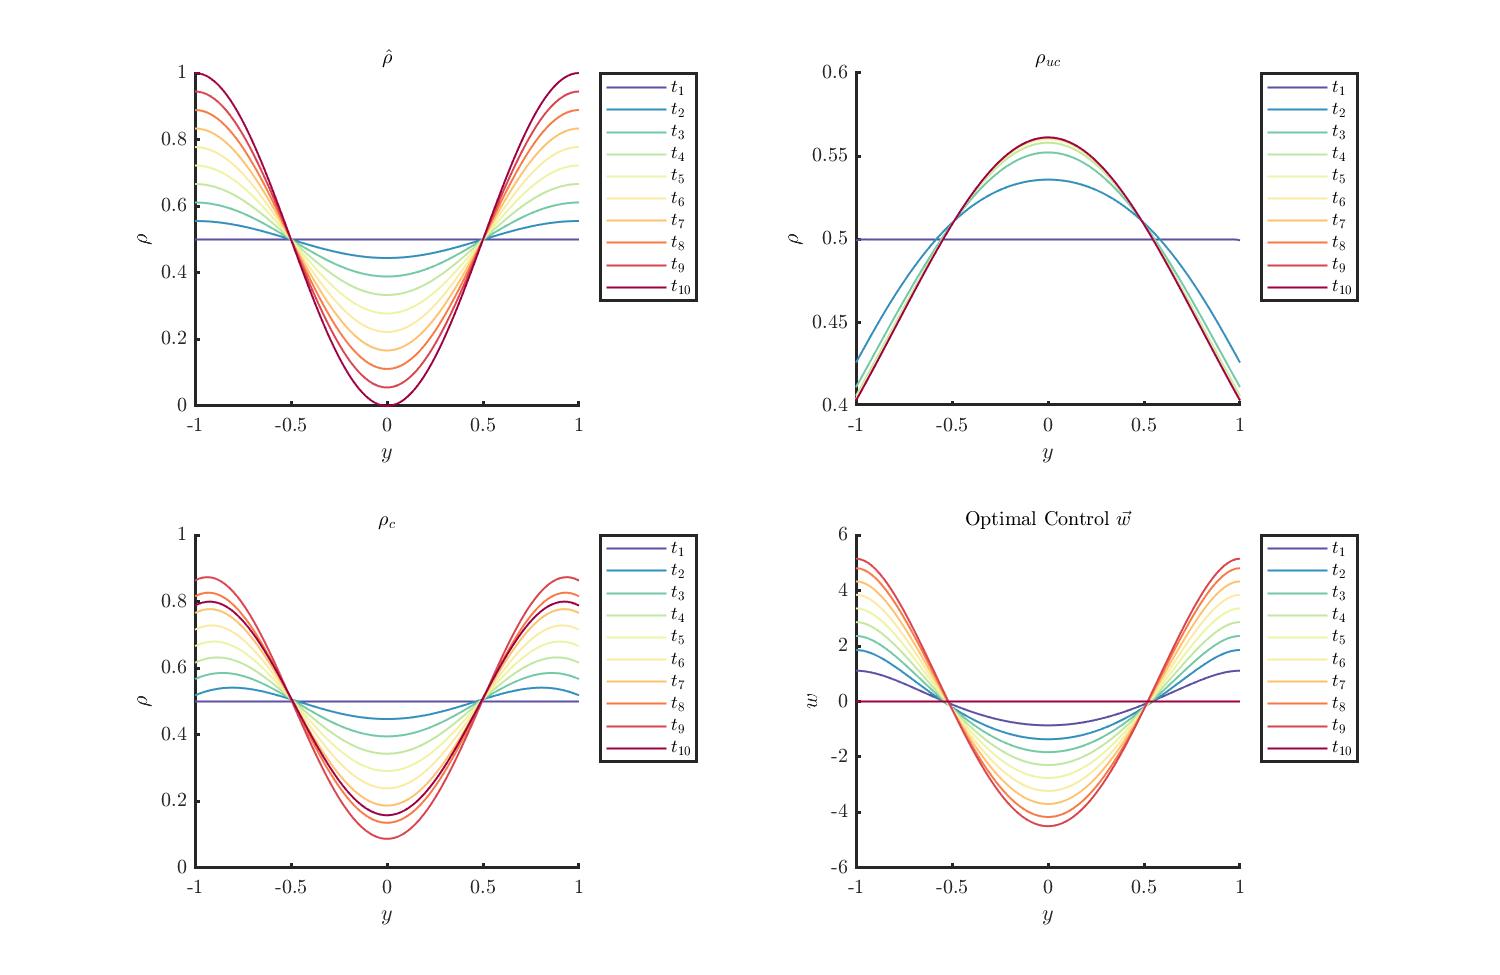 ρ̂
1
0.8
0.6
0.4
0.2
0
ρ
-1 -0.5 0 0.5 1
y
t₁
t₂
t₃
t₄
t₅
t₆
t₇
t₈
t₉
t₁₀
ρᵤ꜀
0.6
0.55
0.5
0.45
0.4
ρ
-1 -0.5 0 0.5 1
y
t₁
t₂
t₃
t₄
t₅
t₆
t₇
t₈
t₉
t₁₀
ρ꜀
1
0.8
0.6
0.4
0.2
0
ρ
-1 -0.5 0 0.5 1
y
t₁
t₂
t₃
t₄
t₅
t₆
t₇
t₈
t₉
t₁₀
Optimal Control w⃗
6
4
2
0
-2
-4
-6
w
-1 -0.5 0 0.5 1
y
t₁
t₂
t₃
t₄
t₅
t₆
t₇
t₈
t₉
t₁₀